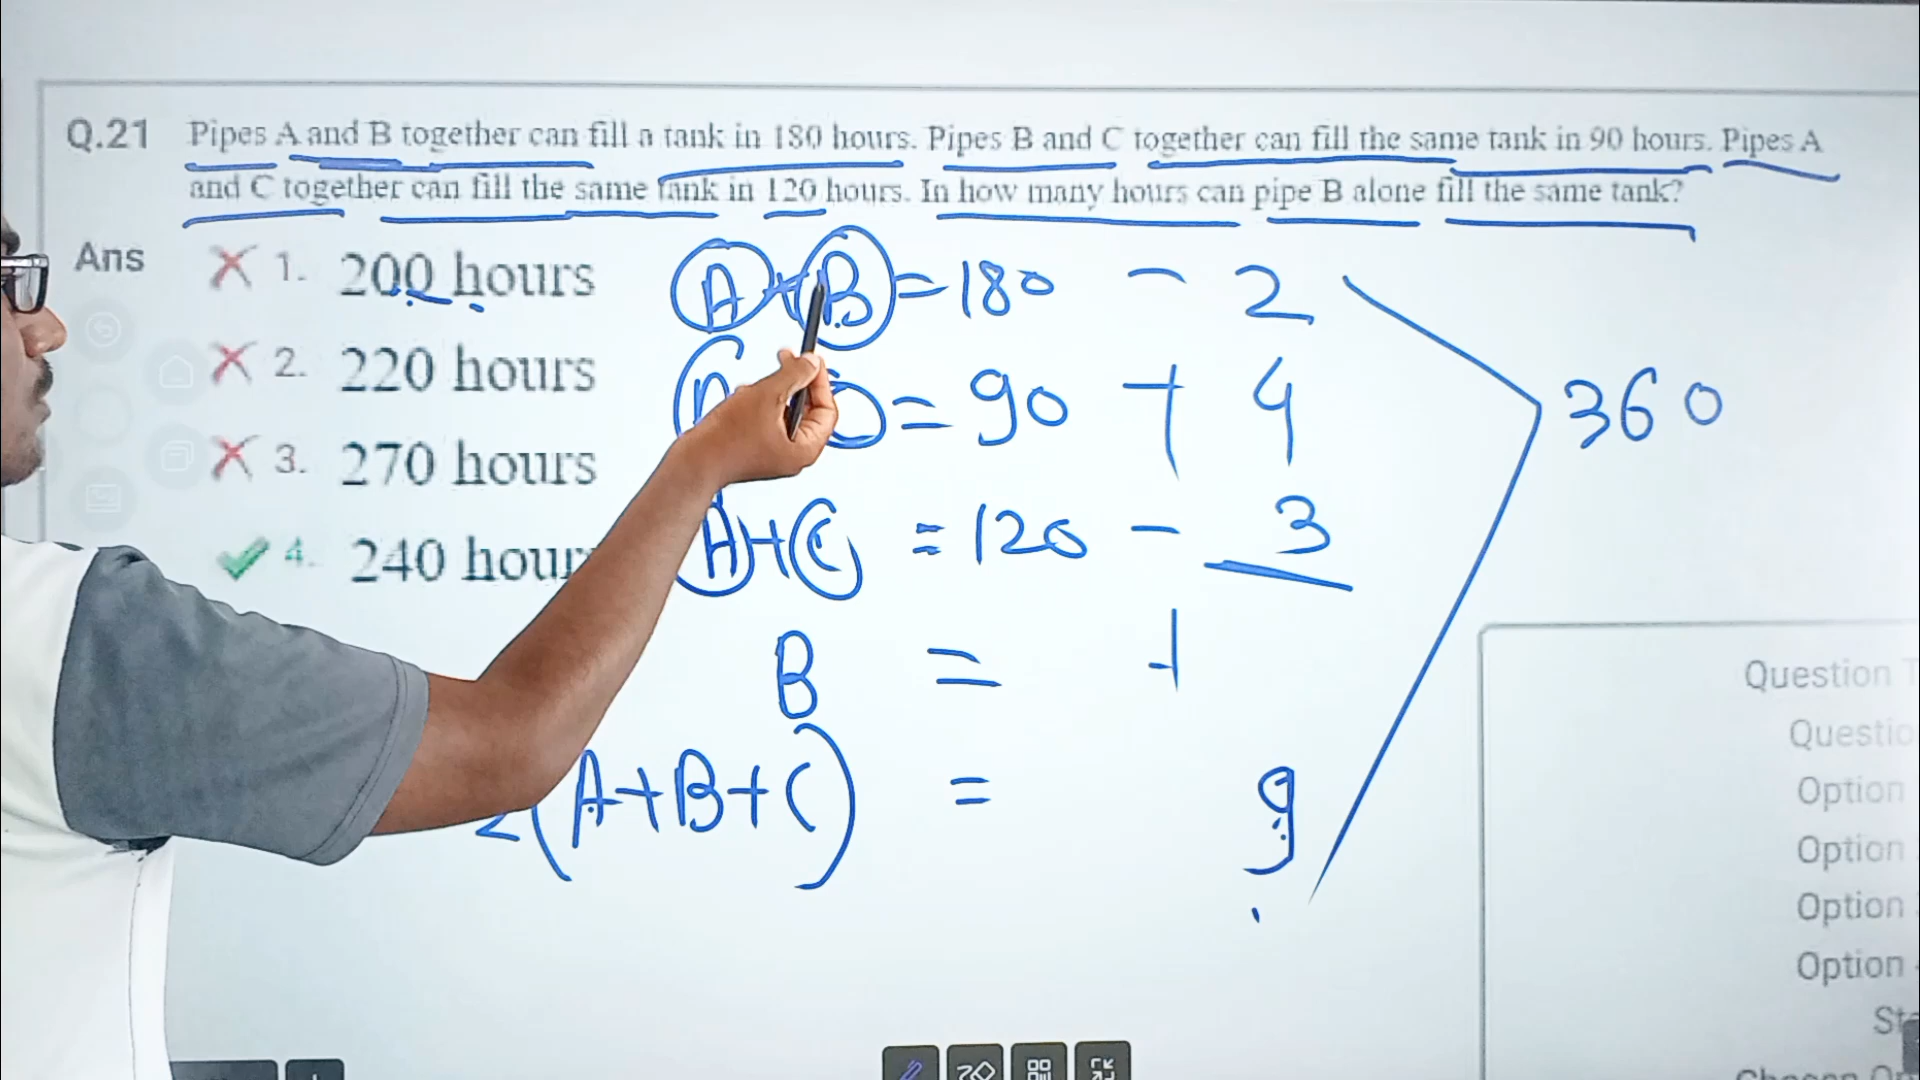 Q.21 Pipes A and B together can fill a tank in 180 hours. Pipes B and C together can fill the same tank in 90 hours. Pipes A
and C together can fill the same tank in 120 hours. In how many hours can pipe B alone fill the same tank?
Ans 1. 200 hours
2. 220 hours
3. 270 hours
4. 240 hour
A+B=180 - 2
=90 + 4
360
A+C =120 - 3
B = +
(A+B+C) = 9
Question T
Questio
Option
Option
Option
Option
St